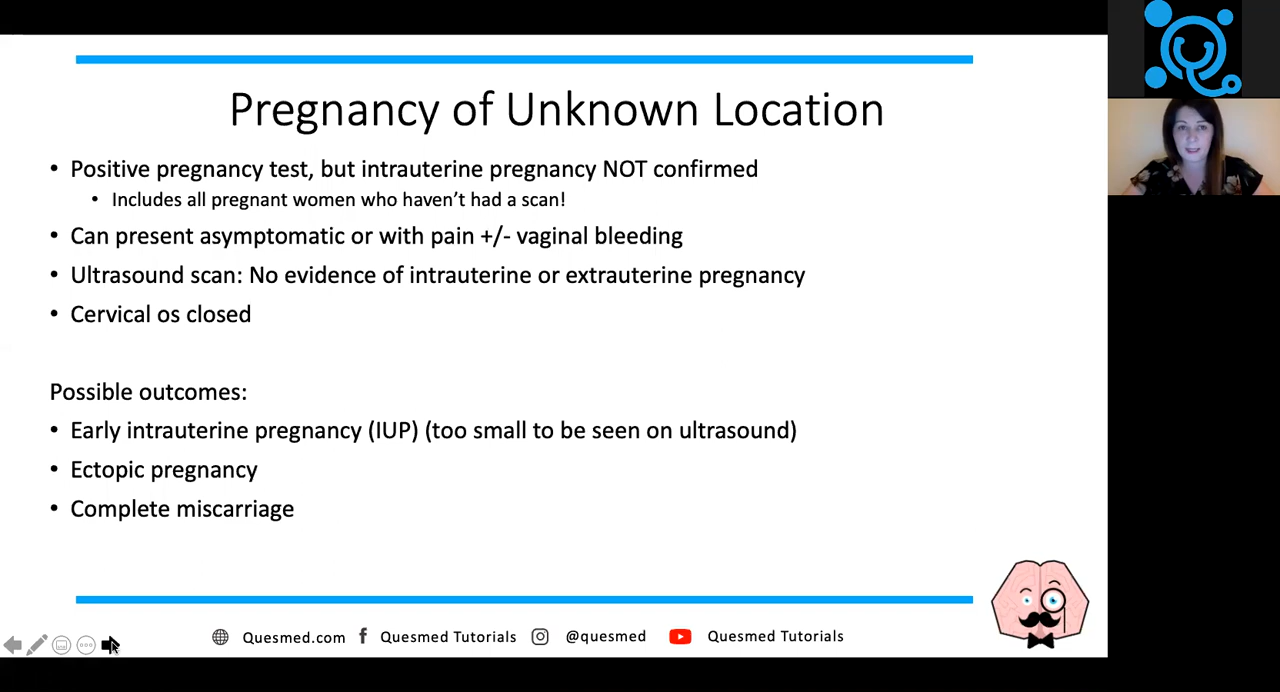 Pregnancy of Unknown Location
• Positive pregnancy test, but intrauterine pregnancy NOT confirmed
• Includes all pregnant women who haven’t had a scan!
• Can present asymptomatic or with pain +/- vaginal bleeding
• Ultrasound scan: No evidence of intrauterine or extrauterine pregnancy
• Cervical os closed
Possible outcomes:
• Early intrauterine pregnancy (IUP) (too small to be seen on ultrasound)
• Ectopic pregnancy
• Complete miscarriage
Quesmed.com Quesmed Tutorials @quesmed Quesmed Tutorials